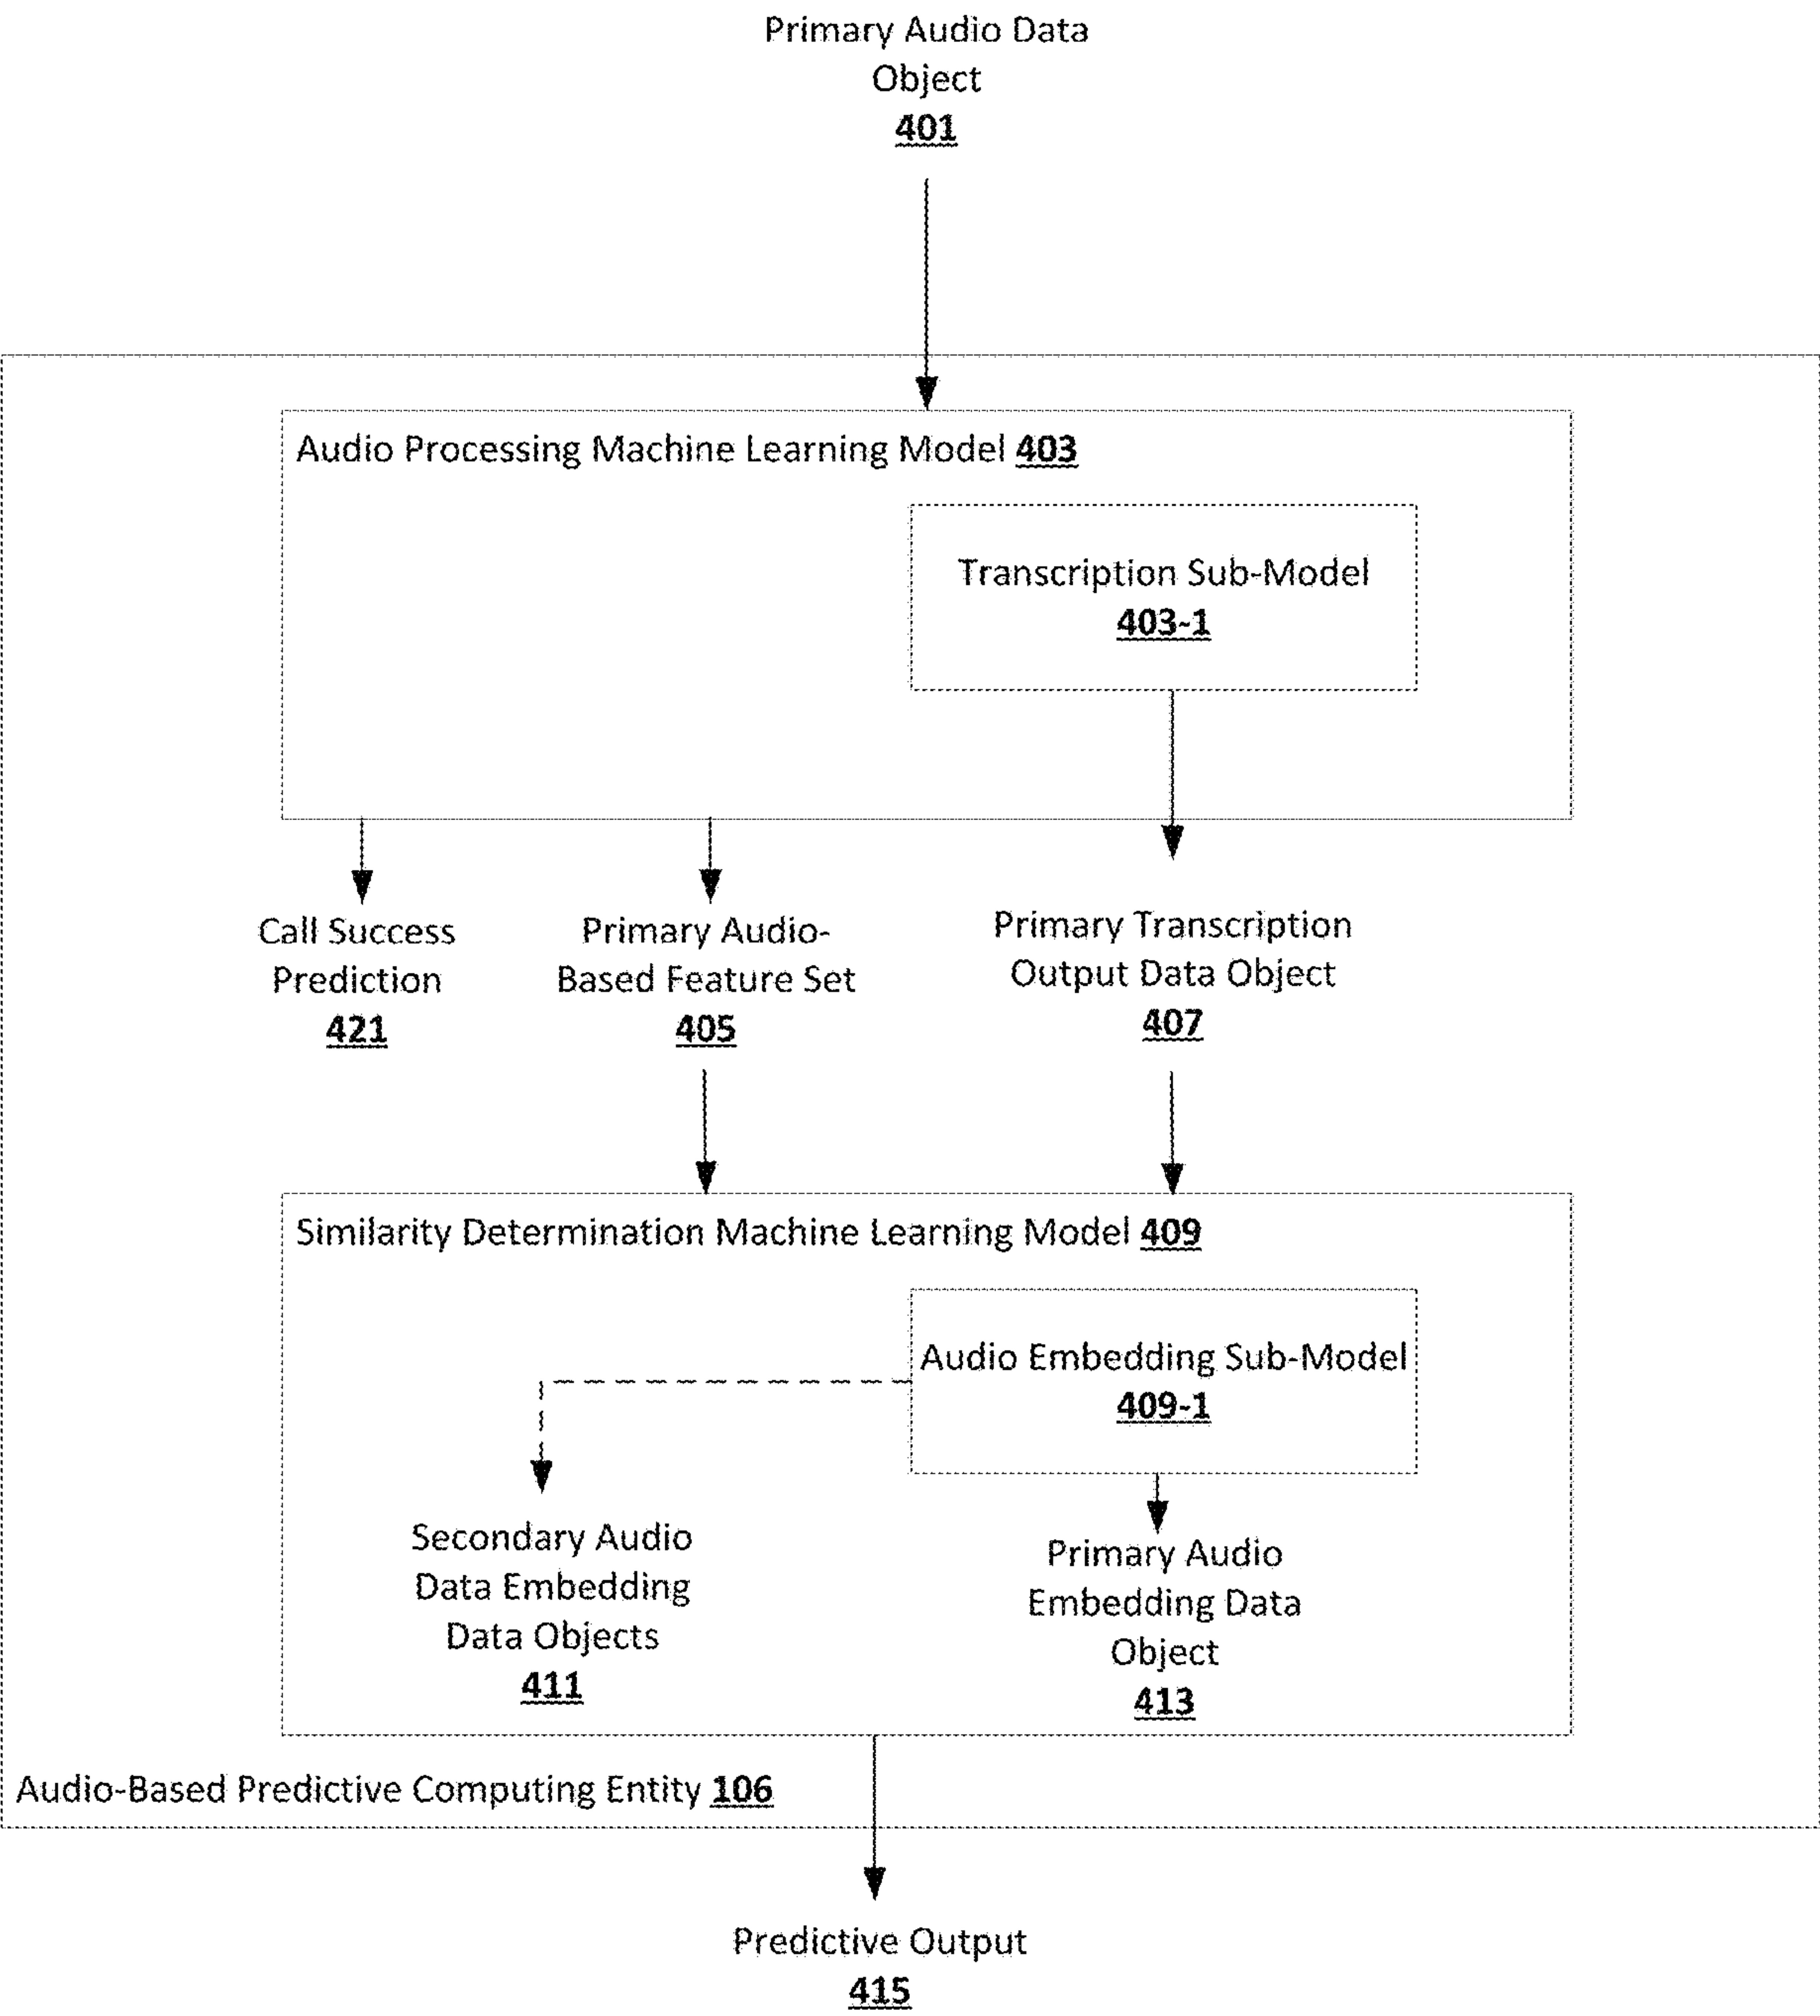 Primary Audio Data
Object
401
Audio Processing Machine Learning Model 403
Transcription Sub-Model
403-1
Call Success
Prediction
421
Primary Audio-
Based Feature Set
405
Primary Transcription
Output Data Object
407
Similarity Determination Machine Learning Model 409
Audio Embedding Sub-Model
409-1
Secondary Audio
Data Embedding
Data Objects
411
Primary Audio
Embedding Data
Object
413
Audio-Based Predictive Computing Entity 106
Predictive Output
415